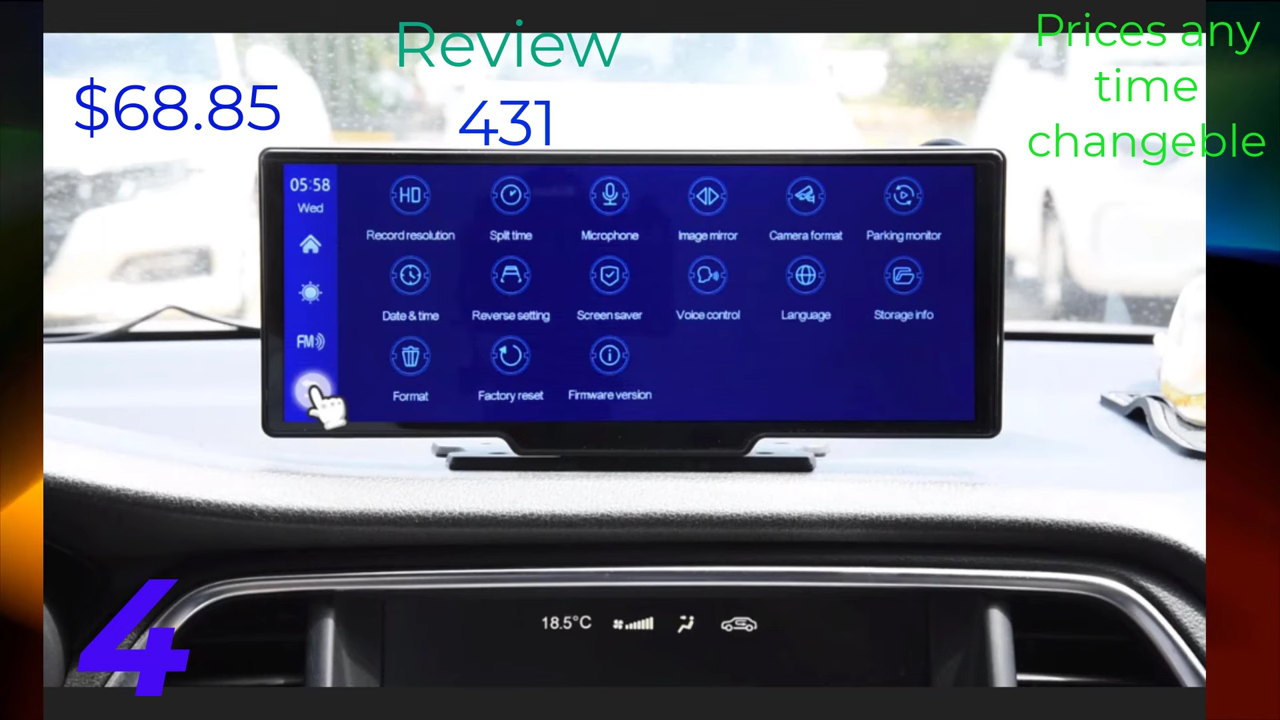 Review
Prices any
time
changeble
$68.85
431
05:58
Wed
FM
HD
Record resolution
Split time
Microphone
Image mirror
Camera format
Parking monitor
Date & time
Reverse setting
Screen saver
Voice control
Language
Storage info
Format
Factory reset
Firmware version
18.5°C
4